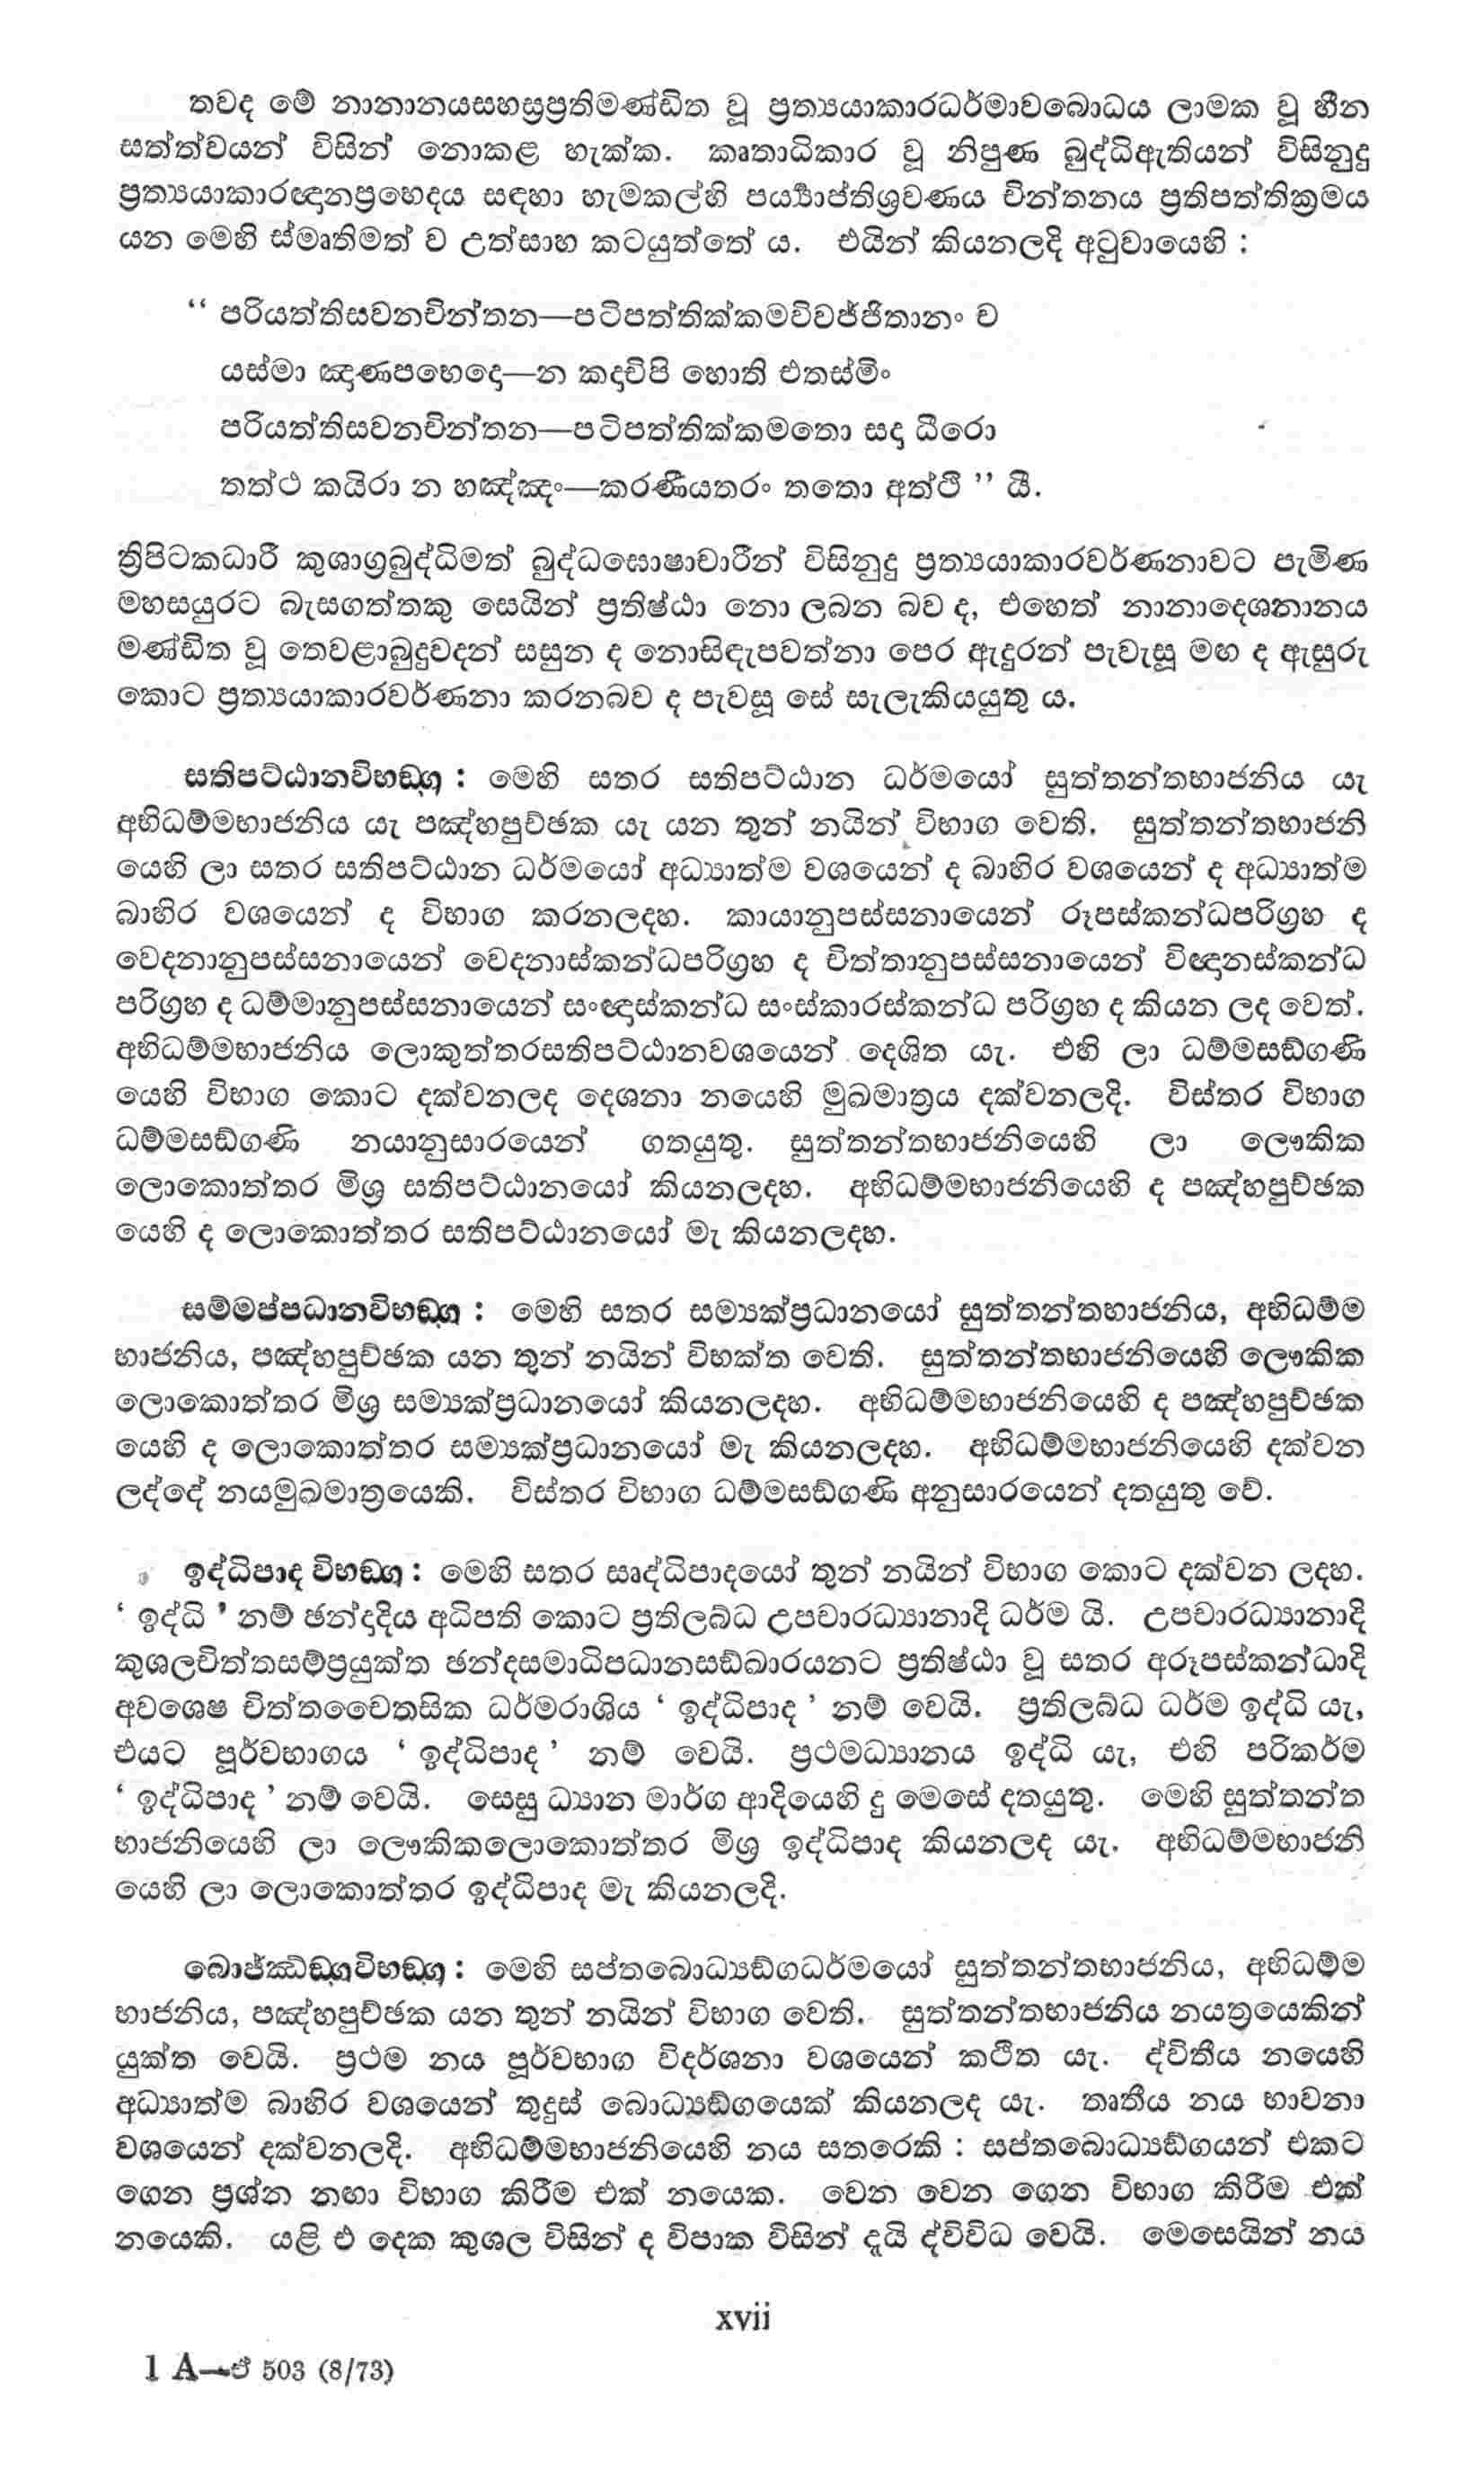 තවද මේ නානානයසහස්‍රප්‍රතිමණ්ඩිත වූ ප්‍රත්‍යයාකාරධර්මාවබොධය ලාමක වූ හීන
සත්ත්වයන් විසින් නොකළ හැක්ක. කෘතාධිකාර වූ නිපුණ බුද්ධිඇතියන් විසිනුදු
ප්‍රත්‍යයාකාරඥානප්‍රභෙදය සඳහා හැමකල්හි පර්‍ය්‍යාප්තිශ්‍රවණය චින්තනය ප්‍රතිපත්තික්‍රමය
යන මෙහි ස්මෘතිමත් ව උත්සාහ කටයුත්තේ ය. එයින් කියනලදි අටුවායෙහි :
“ පරියත්තිසවනචින්තන—පටිපත්තික්කමවිවජ්ජිතානං ච
යස්මා ඤාණපභෙදො—න කදාචිපි හොති එතස්මිං
පරියත්තිසවනචින්තන—පටිපත්තික්කමතො සදා ධීරො
තත්ථ කයිරා න හඤ්ඤං—කරණීයතරං තතො අත්ථි ” යී.
ත්‍රිපිටකධාරී කුශාග්‍රබුද්ධිමත් බුද්ධඝොෂාචාරීන් විසිනුදු ප්‍රත්‍යයාකාරවර්ණනාවට පැමිණ
මහසයුරට බැසගත්තකු සෙයින් ප්‍රතිෂ්ඨා නො ලබන බව ද, එහෙත් නානාදෙශනානය
මණ්ඩිත වූ තෙවළාබුදුවදන් සසුන ද නොසිඳැපවත්නා පෙර ඇදුරන් පැවැසූ මඟ ද ඇසුරු
කොට ප්‍රත්‍යයාකාරවර්ණනා කරනබව ද පැවසූ සේ සැලැකියයුතු ය.
සතිපට්ඨානවිභඞ්ග : මෙහි සතර සතිපට්ඨාන ධර්මයෝ සුත්තන්තභාජනිය යැ
අභිධම්මභාජනිය යැ පඤ්හපුච්ඡක යැ යන තුන් නයින් විභාග වෙති. සුත්තන්තභාජනි
යෙහි ලා සතර සතිපට්ඨාන ධර්මයෝ අධ්‍යාත්ම වශයෙන් ද බාහිර වශයෙන් ද අධ්‍යාත්ම
බාහිර වශයෙන් ද විභාග කරනලදහ. කායානුපස්සනායෙන් රූපස්කන්ධපරිග්‍රහ ද
වෙදනානුපස්සනායෙන් වෙදනාස්කන්ධපරිග්‍රහ ද චිත්තානුපස්සනායෙන් විඥානස්කන්ධ
පරිග්‍රහ ද ධම්මානුපස්සනායෙන් සංඥාස්කන්ධ සංස්කාරස්කන්ධ පරිග්‍රහ ද කියන ලද වෙත්.
අභිධම්මභාජනිය ලොකුත්තරසතිපට්ඨානවශයෙන් දෙශිත යැ. එහි ලා ධම්මසඞ්ගණි
යෙහි විභාග කොට දක්වනලද දෙශනා නයෙහි මුඛමාත්‍රය දක්වනලදි. විස්තර විභාග
ධම්මසඞ්ගණි නයානුසාරයෙන් ගතයුතු. සුත්තන්තභාජනියෙහි ලා ලෞකික
ලොකොත්තර මිශ්‍ර සතිපට්ඨානයෝ කියනලදහ. අභිධම්මභාජනියෙහි ද පඤ්හපුච්ඡක
යෙහි ද ලොකොත්තර සතිපට්ඨානයෝ මැ කියනලදහ.
සම්මප්පධානවිභඞ්ග : මෙහි සතර සම්‍යක්ප්‍රධානයෝ සුත්තන්තභාජනිය, අභිධම්ම
භාජනිය, පඤ්හපුච්ඡක යන තුන් නයින් විභක්ත වෙති. සුත්තන්තභාජනියෙහි ලෞකික
ලොකොත්තර මිශ්‍ර සම්‍යක්ප්‍රධානයෝ කියනලදහ. අභිධම්මභාජනියෙහි ද පඤ්හපුච්ඡක
යෙහි ද ලොකොත්තර සම්‍යක්ප්‍රධානයෝ මැ කියනලදහ. අභිධම්මභාජනියෙහි දක්වන
ලද්දේ නයමුඛමාත්‍රයෙකි. විස්තර විභාග ධම්මසඞ්ගණි අනුසාරයෙන් දතයුතු වේ.
ඉද්ධිපාද විභඞ්ග : මෙහි සතර ඍද්ධිපාදයෝ තුන් නයින් විභාග කොට දක්වන ලදහ.
‘ ඉද්ධි ’ නම් ඡන්දාදිය අධිපති කොට ප්‍රතිලබ්ධ උපචාරධ්‍යානාදි ධර්ම යි. උපචාරධ්‍යානාදි
කුශලචිත්තසම්ප්‍රයුක්ත ඡන්දසමාධිපධානසඞ්ඛාරයනට ප්‍රතිෂ්ඨා වූ සතර අරූපස්කන්ධාදි
අවශෙෂ චිත්තචෛතසික ධර්මරාශිය ‘ ඉද්ධිපාද ’ නම් වෙයි. ප්‍රතිලබ්ධ ධර්ම ඉද්ධි යැ,
එයට පූර්වභාගය ‘ ඉද්ධිපාද ’ නම් වෙයි. ප්‍රථමධ්‍යානය ඉද්ධි යැ, එහි පරිකර්ම
‘ ඉද්ධිපාද ’ නම් වෙයි. සෙසු ධ්‍යාන මාර්ග ආදියෙහි දු මෙසේ දතයුතු. මෙහි සුත්තන්ත
භාජනියෙහි ලා ලෞකිකලොකොත්තර මිශ්‍ර ඉද්ධිපාද කියනලද යැ. අභිධම්මභාජනි
යෙහි ලා ලොකොත්තර ඉද්ධිපාද මැ කියනලදි.
බොජ්ඣඞ්ගවිභඞ්ග : මෙහි සප්තබොධ්‍යඞ්ගධර්මයෝ සුත්තන්තභාජනිය, අභිධම්ම
භාජනිය, පඤ්හපුච්ඡක යන තුන් නයින් විභාග වෙති. සුත්තන්තභාජනිය නයත්‍රයෙකින්
යුක්ත වෙයි. ප්‍රථම නය පූර්වභාග විදර්ශනා වශයෙන් කථිත යැ. ද්විතීය නයෙහි
අධ්‍යාත්ම බාහිර වශයෙන් තුදුස් බොධ්‍යඞ්ගයෙක් කියනලද යැ. තෘතීය නය භාවනා
වශයෙන් දක්වනලදි. අභිධම්මභාජනියෙහි නය සතරෙකි : සප්තබොධ්‍යඞ්ගයන් එකට
ගෙන ප්‍රශ්න නඟා විභාග කිරීම එක් නයෙක. වෙන වෙන ගෙන විභාග කිරීම එක්
නයෙකි. යළි එ දෙක කුශල විසින් ද විපාක විසින් දැයි ද්විවිධ වෙයි. මෙසෙයින් නය
xvii
1 A—ඒ 503 (8/73)